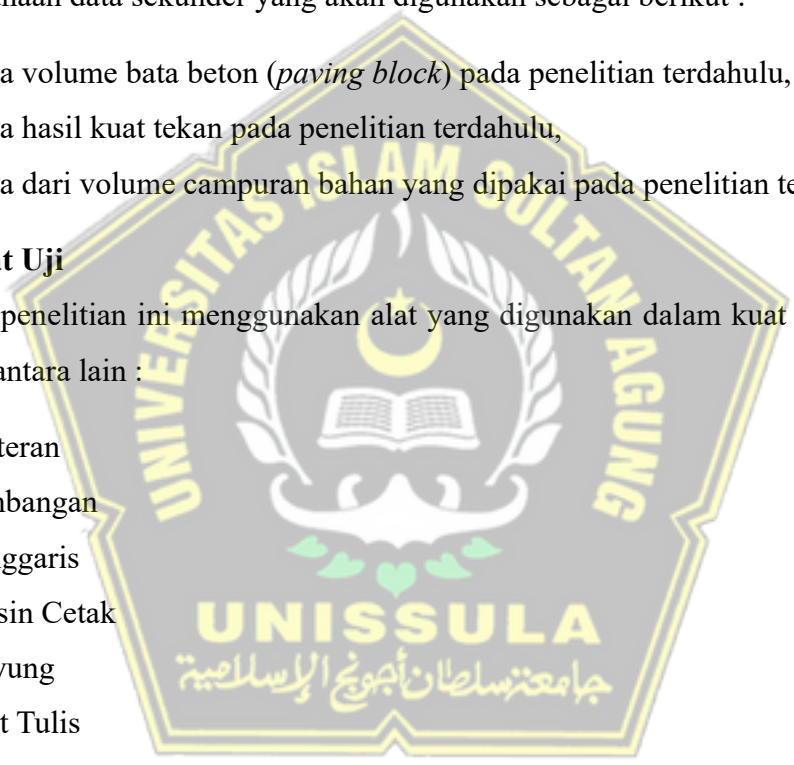 naan data sekunder yang akan digunakan sebagai berikut :
a volume bata beton (paving block) pada penelitian terdahulu,
a hasil kuat tekan pada penelitian terdahulu,
a dari volume campuran bahan yang dipakai pada penelitian te
t Uji
penelitian ini menggunakan alat yang digunakan dalam kuat
antara lain :
teran
nbangan
ggaris
sin Cetak
yung
t Tulis
UNIVERSITAS ISLAM SULTAN AGUNG
UNISSULA
جامعة سلطان أجونج الإسلامية